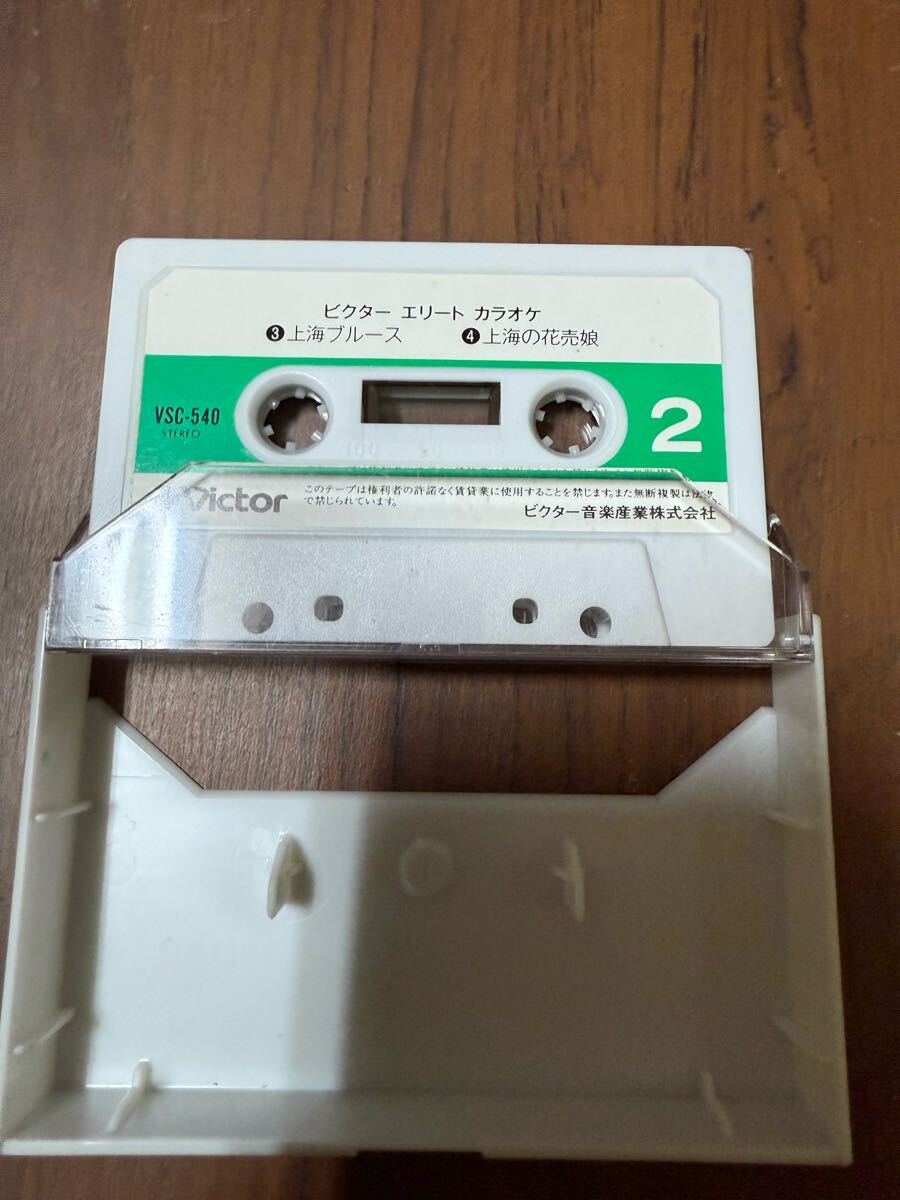 ビクター エリート カラオケ
❸上海ブルース ❹上海の花売娘
VSC-540
STEREO
2
Victor
このテープは権利者の許諾なく賃貸業に使用することを禁じます。また無断複製は法律
で禁じられています。
ビクター音楽産業株式会社
100 50